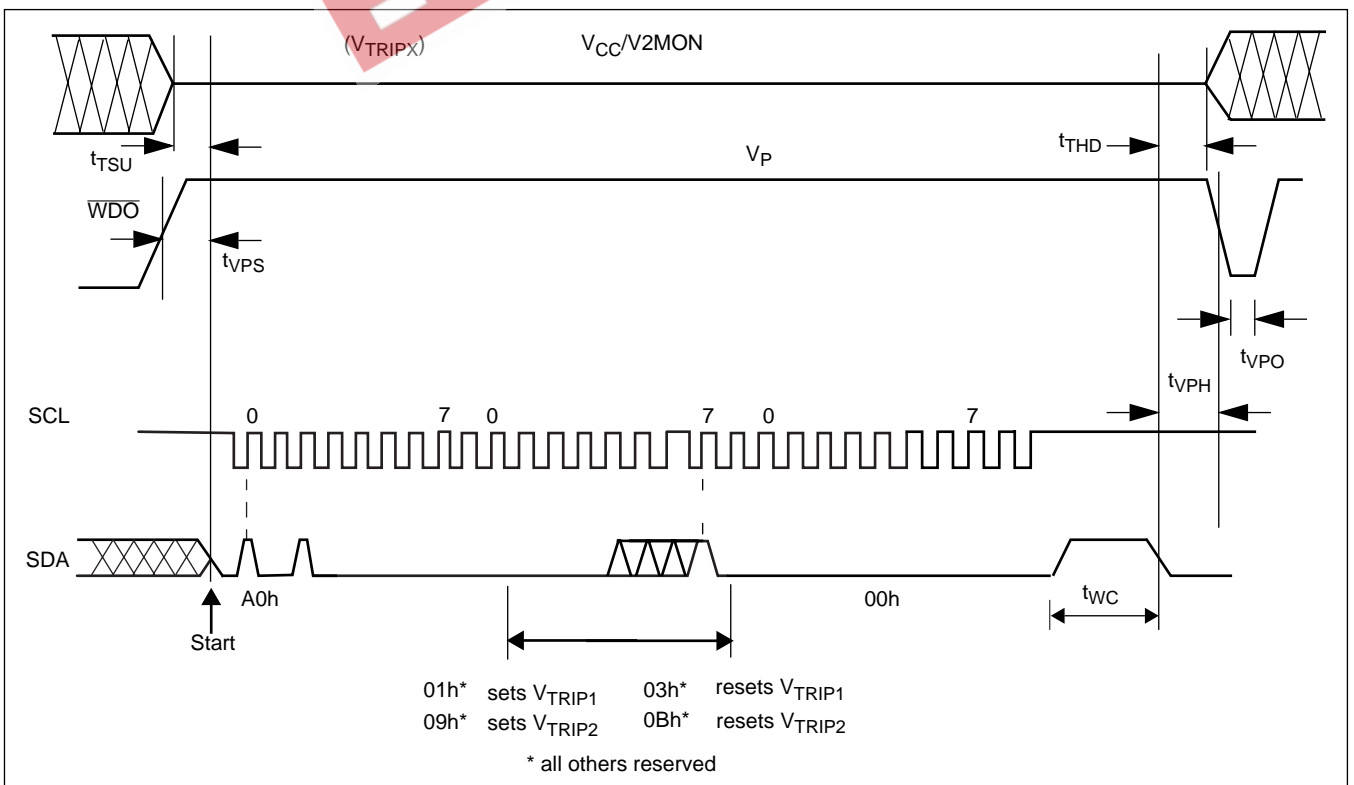 (VTRIPX) VCC/V2MON
tTSU
tTHD
VP
WDO
tVPS
tVPO
tVPH
SCL 0 7 0 7 0 7
SDA
A0h 00h tWC
Start
01h* sets VTRIP1 03h* resets VTRIP1
09h* sets VTRIP2 0Bh* resets VTRIP2
* all others reserved